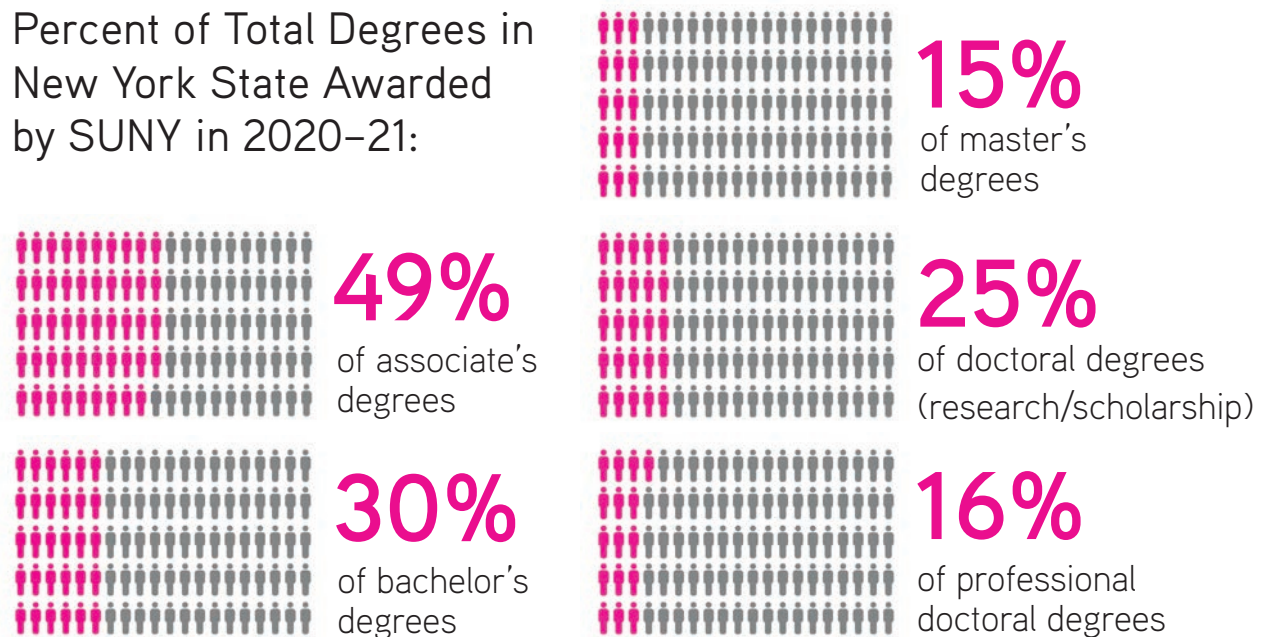 Percent of Total Degrees in
New York State Awarded
by SUNY in 2020–21:
15%
of master's
degrees
49%
of associate's
degrees
25%
of doctoral degrees
(research/scholarship)
30%
of bachelor's
degrees
16%
of professional
doctoral degrees